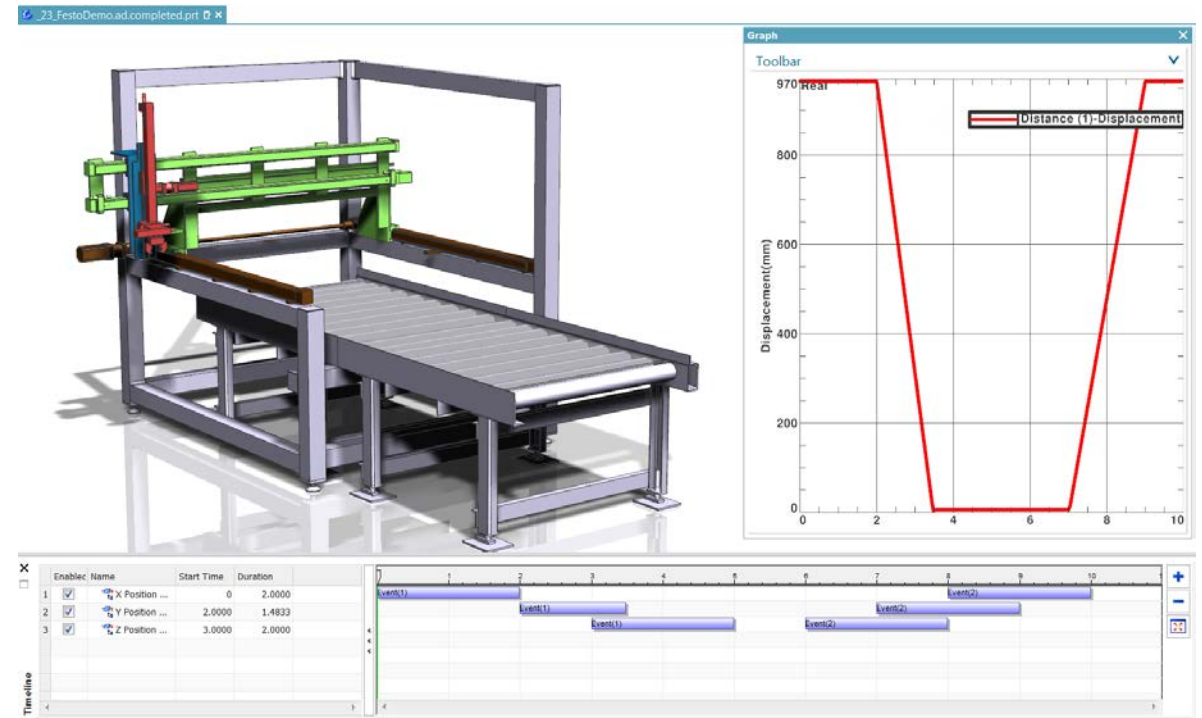 _23_FestoDemo.ad.completed.prt
Graph
Toolbar
970 Real
Distance (1)-Displacement
800
600
400
200
0
Displacement(mm)
0 2 4 6 8 10
Enabled Name Start Time Duration
1 X Position ... 0 2.0000
2 Y Position ... 2.0000 1.4833
3 Z Position ... 3.0000 2.0000
1 2 3 4 5 6 7 8 9 10 1
Event(1) Event(2)
Event(1) Event(2)
Event(1) Event(2)
Timeline